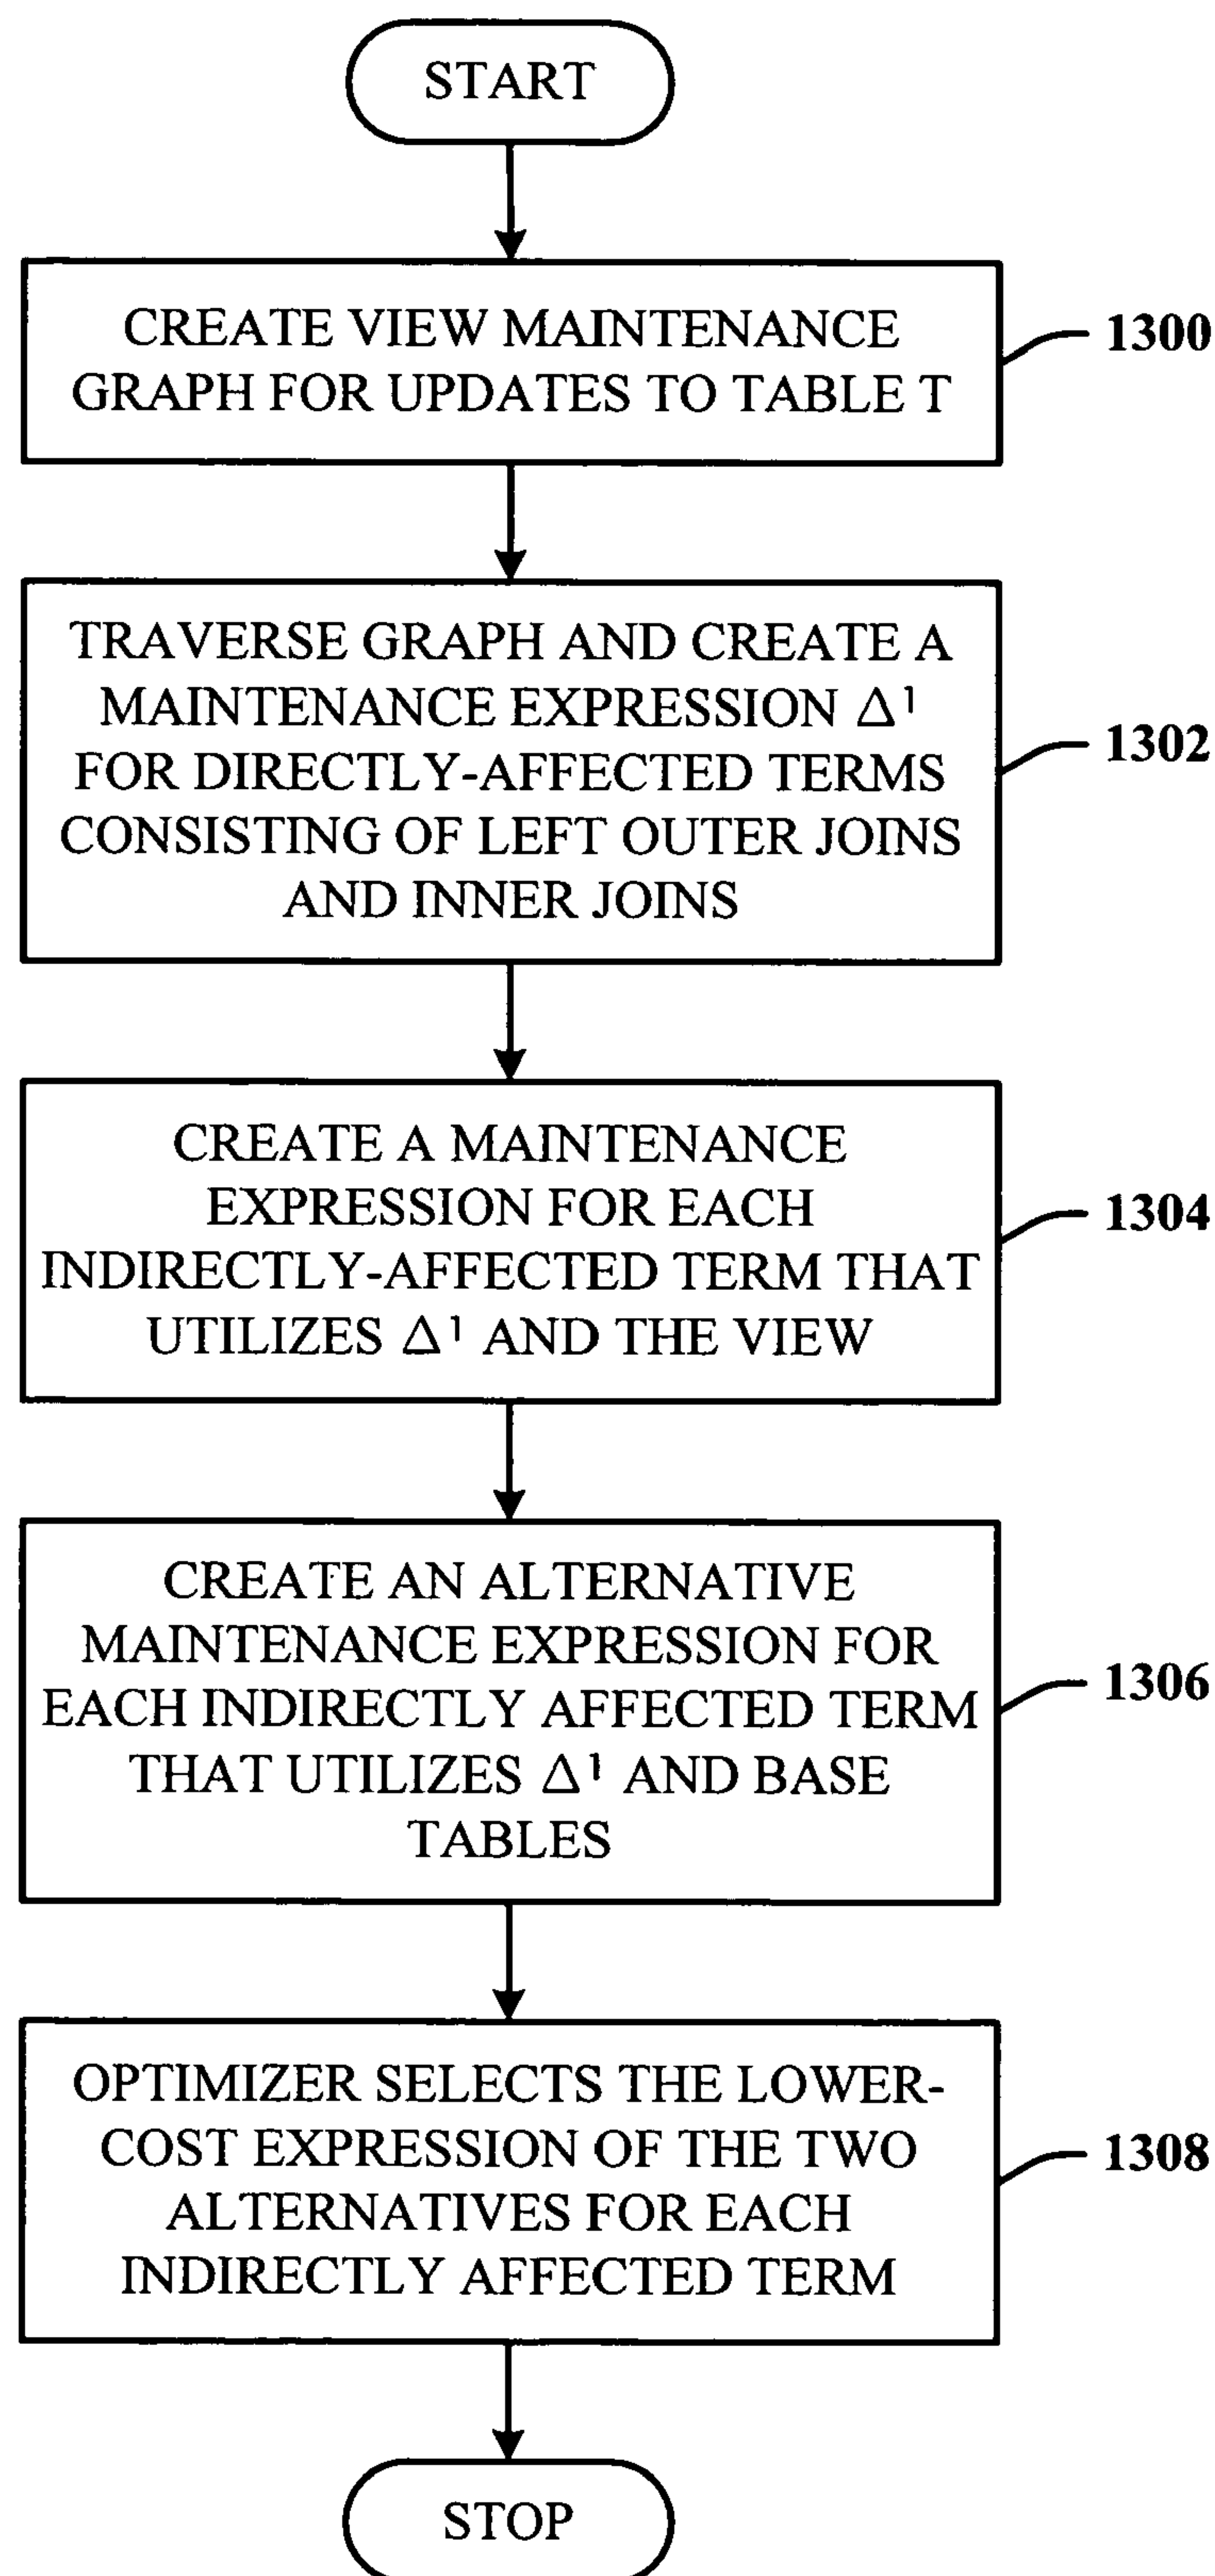 START
CREATE VIEW MAINTENANCE
GRAPH FOR UPDATES TO TABLE T
1300
TRAVERSE GRAPH AND CREATE A
MAINTENANCE EXPRESSION Δ¹
FOR DIRECTLY-AFFECTED TERMS
CONSISTING OF LEFT OUTER JOINS
AND INNER JOINS
1302
CREATE A MAINTENANCE
EXPRESSION FOR EACH
INDIRECTLY-AFFECTED TERM THAT
UTILIZES Δ¹ AND THE VIEW
1304
CREATE AN ALTERNATIVE
MAINTENANCE EXPRESSION FOR
EACH INDIRECTLY AFFECTED TERM
THAT UTILIZES Δ¹ AND BASE
TABLES
1306
OPTIMIZER SELECTS THE LOWER-
COST EXPRESSION OF THE TWO
ALTERNATIVES FOR EACH
INDIRECTLY AFFECTED TERM
1308
STOP